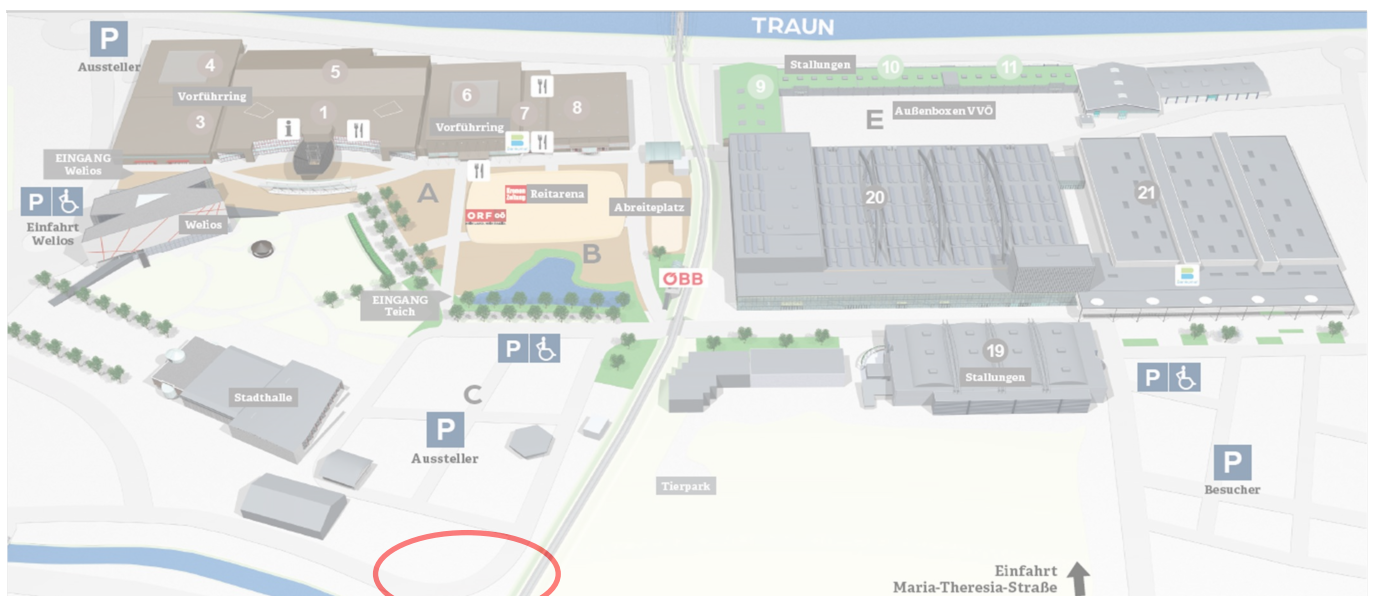 TRAUN
P
Aussteller
4
5
Vorführring
3
1
i
6
Vorführring
7
8
9
Stallungen
10
11
E
Außenboxen VVÖ
EINGANG
Welios
P
Einfahrt
Welios
Welios
A
Reitarena
ORF OÖ
Abreiteplatz
B
ÖBB
20
21
EINGANG
Teich
P
19
Stallungen
P
Stadthalle
C
P
Aussteller
Tierpark
P
Besucher
Einfahrt
Maria-Theresia-Straße